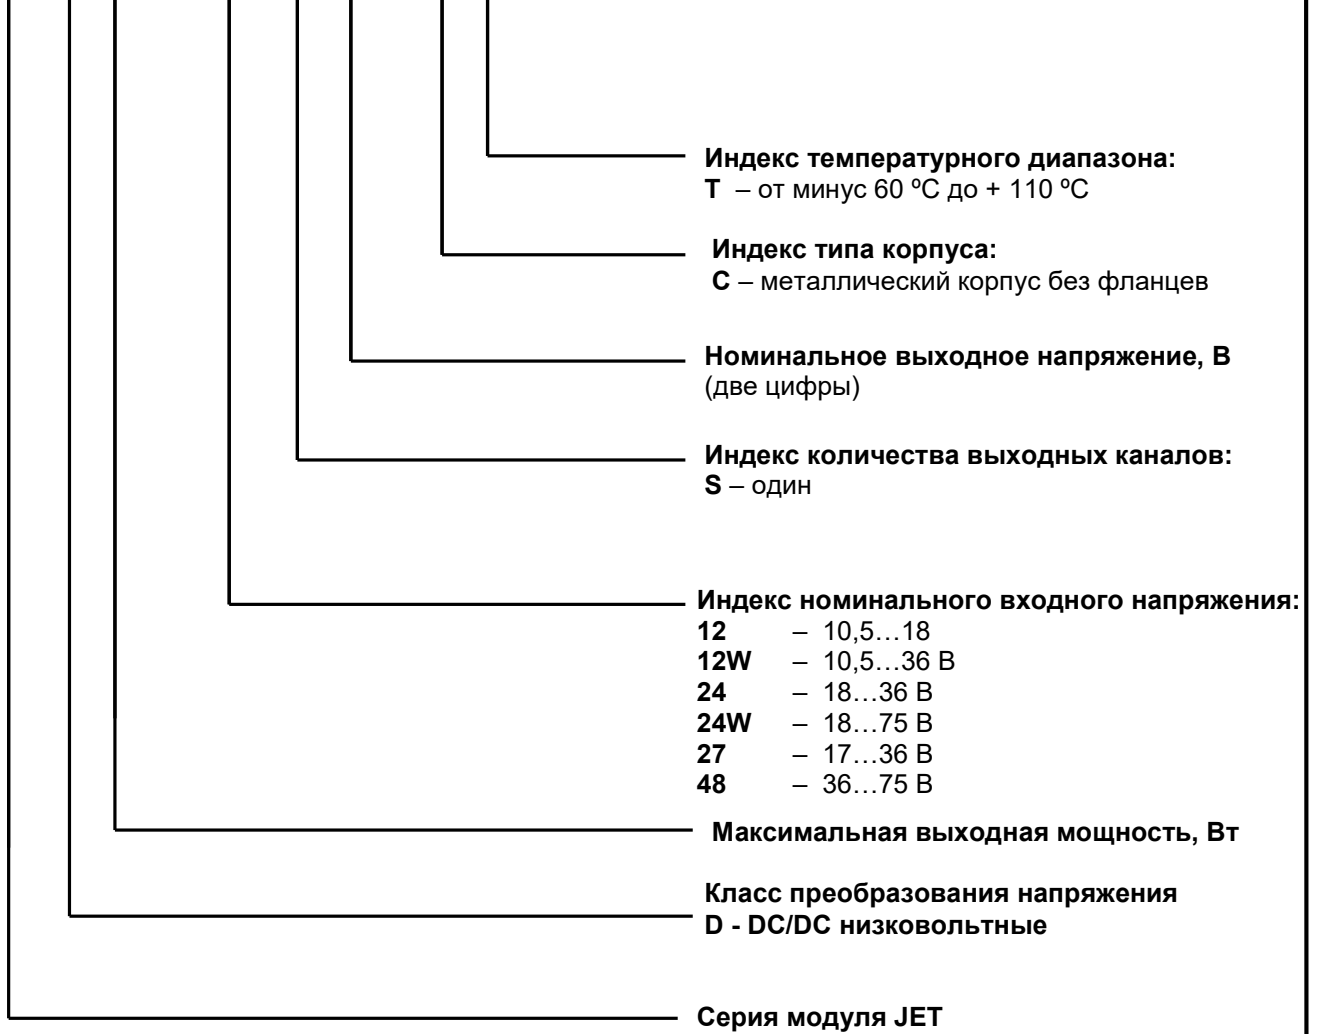 Индекс температурного диапазона:
Т – от минус 60 ºС до + 110 ºС
Индекс типа корпуса:
С – металлический корпус без фланцев
Номинальное выходное напряжение, В
(две цифры)
Индекс количества выходных каналов:
S – один
Индекс номинального входного напряжения:
12 – 10,5…18
12W – 10,5…36 В
24 – 18…36 В
24W – 18…75 В
27 – 17…36 В
48 – 36…75 В
Максимальная выходная мощность, Вт
Класс преобразования напряжения
D - DC/DC низковольтные
Серия модуля JET